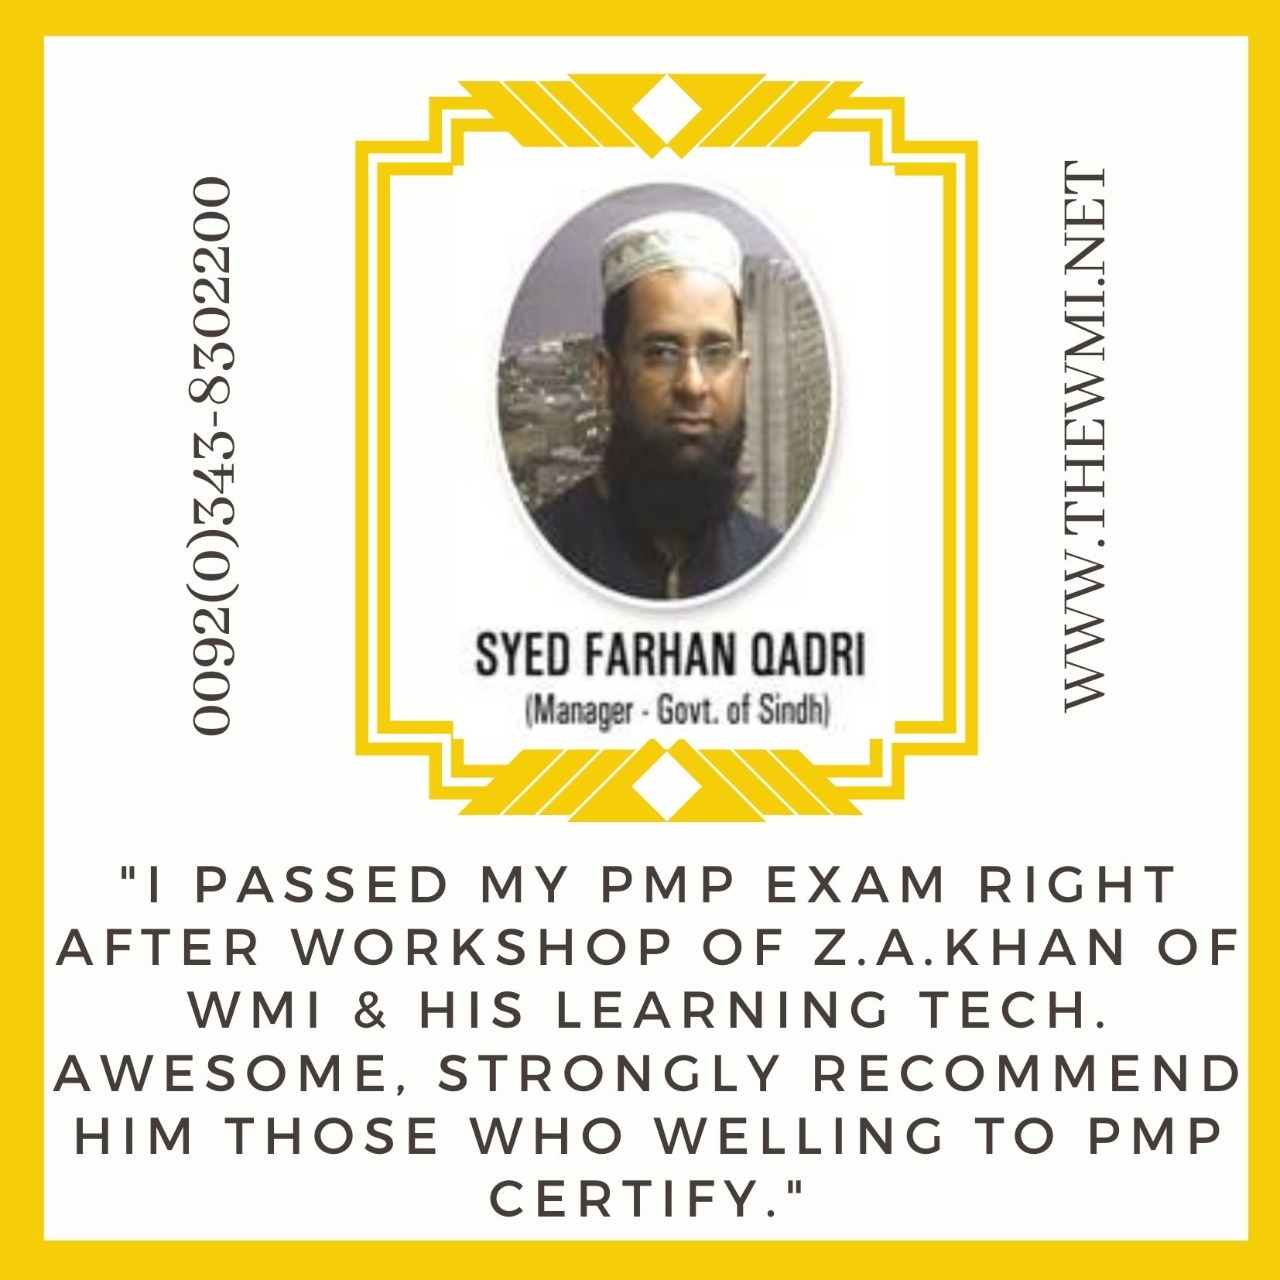 0092(0)343-8302200
WWW.THEWMI.NET
SYED FARHAN QADRI
(Manager - Govt. of Sindh)
"I PASSED MY PMP EXAM RIGHT
AFTER WORKSHOP OF Z.A.KHAN OF
WMI & HIS LEARNING TECH.
AWESOME, STRONGLY RECOMMEND
HIM THOSE WHO WELLING TO PMP
CERTIFY."